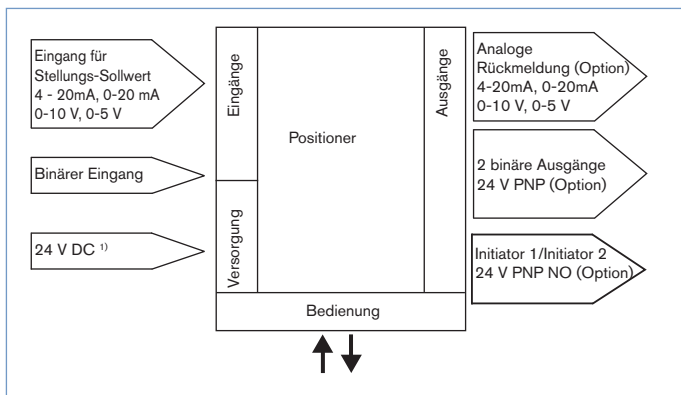 Eingang für
Stellungs-Sollwert
4 - 20mA, 0-20 mA
0-10 V, 0-5 V
Binärer Eingang
24 V DC 1)
Eingänge
Versorgung
Positioner
Bedienung
Ausgänge
Analoge
Rückmeldung (Option)
4-20mA, 0-20mA
0-10 V, 0-5 V
2 binäre Ausgänge
24 V PNP (Option)
Initiator 1/Initiator 2
24 V PNP NO (Option)